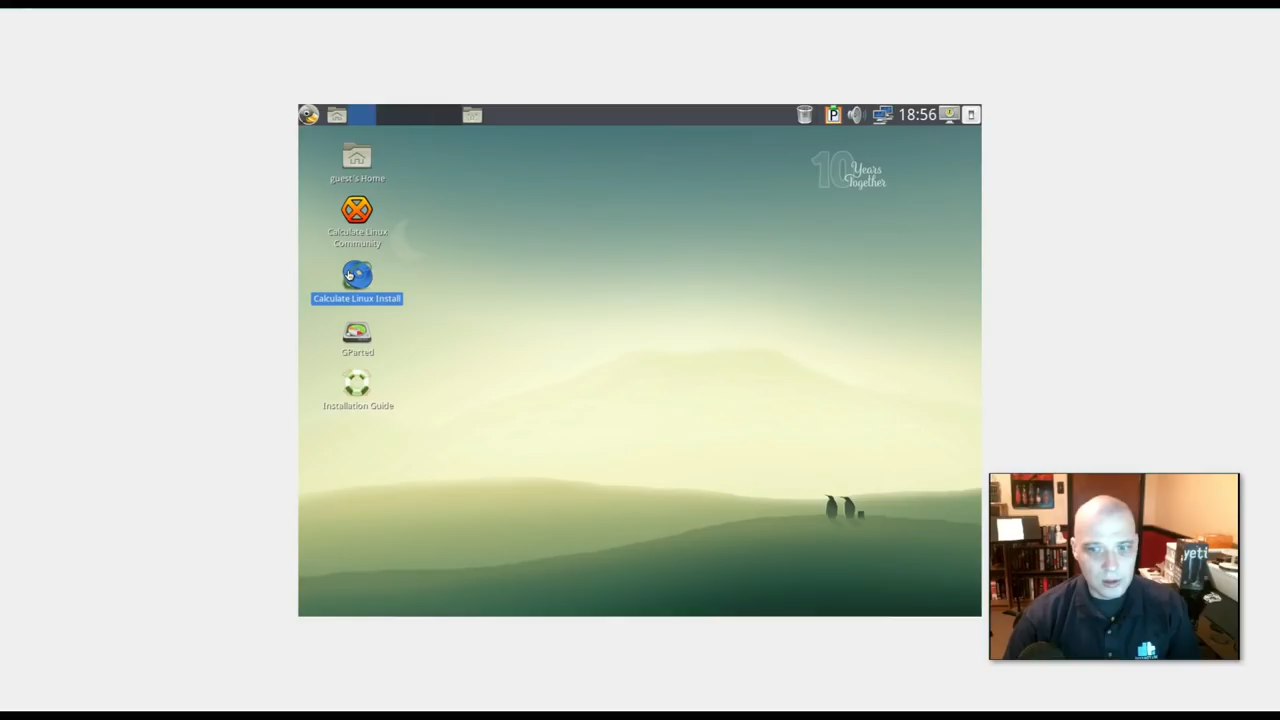 P
18:56
10 Years
Together
guest's Home
Calculate Linux
Community
Calculate Linux Install
GParted
Installation Guide
yeti